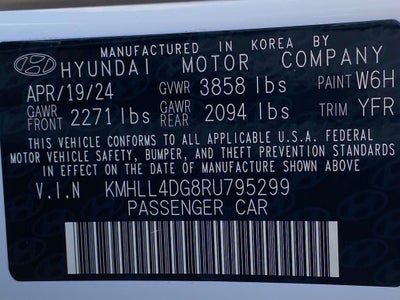 MANUFACTURED IN KOREA BY
HYUNDAI MOTOR COMPANY
APR/19/24 GVWR 3858 lbs PAINT W6H
GAWR FRONT 2271 lbs GAWR REAR 2094 lbs TRIM YFR
THIS VEHICLE CONFORMS TO ALL APPLICABLE U.S.A. FEDERAL
MOTOR VEHICLE SAFETY, BUMPER, AND THEFT PREVENTION STANDARDS
IN EFFECT ON THE DATE OF MANUFACTURE SHOWN ABOVE.
V.I.N KMHLL4DG8RU795299
PASSENGER CAR